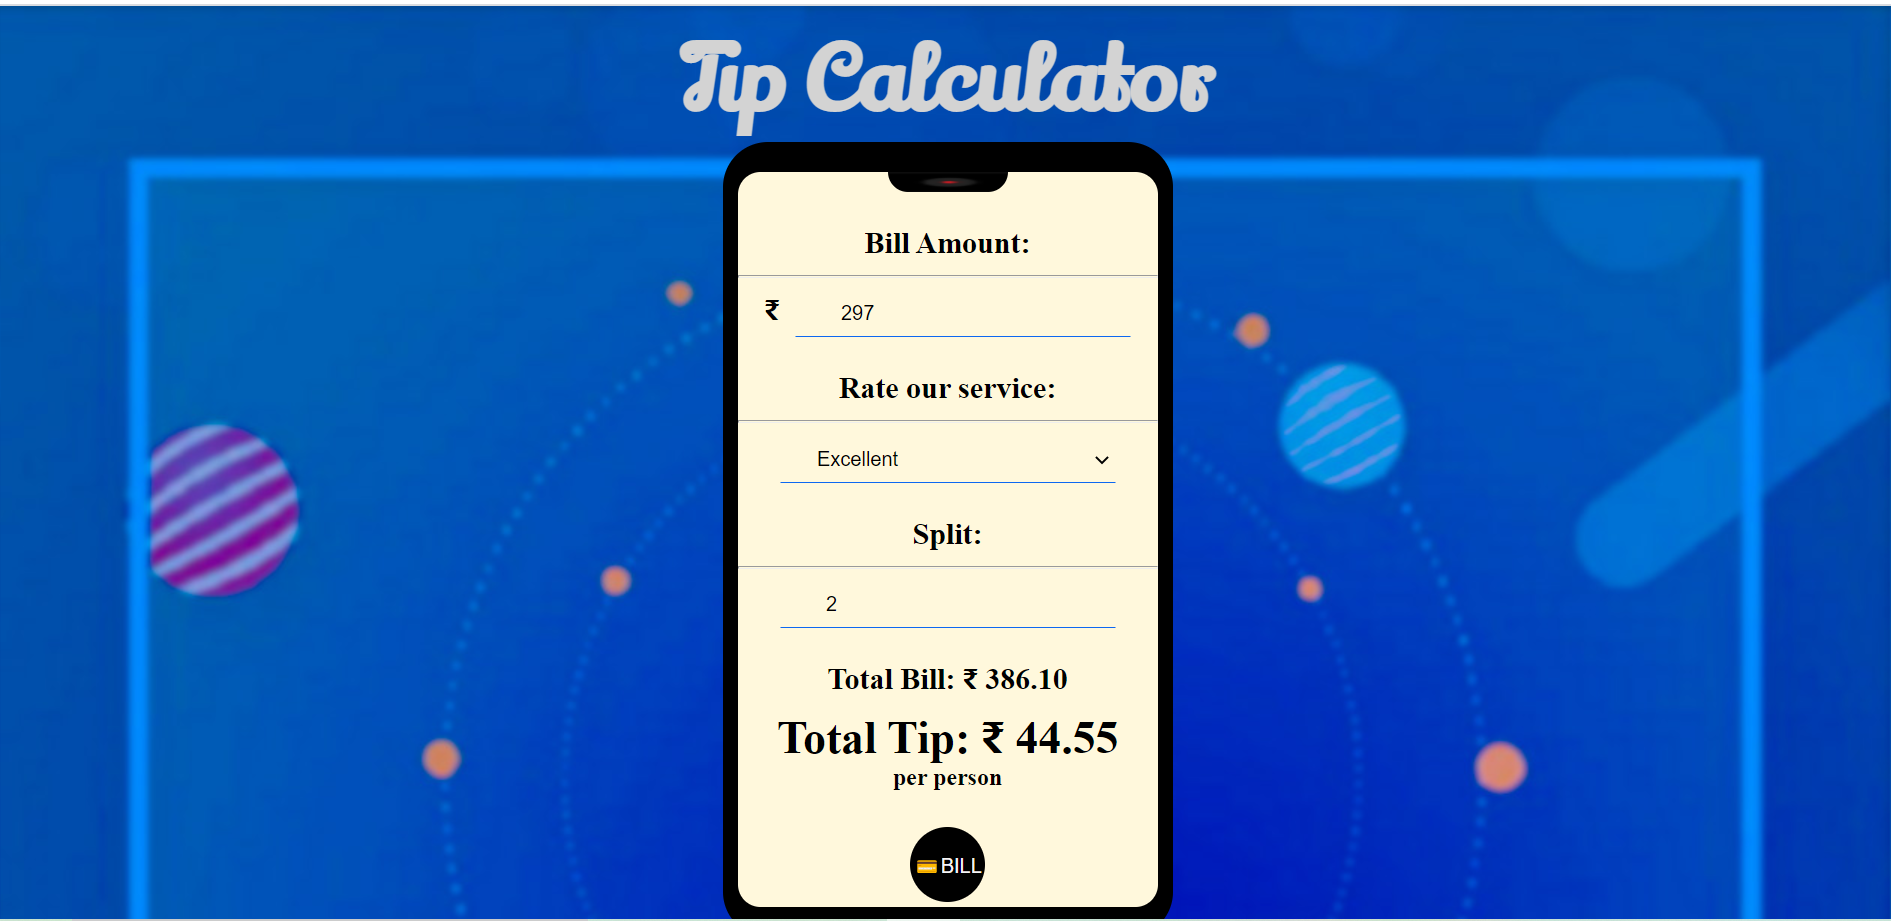 Tip Calculator
Bill Amount:
₹ 297
Rate our service:
Excellent
Split:
2
Total Bill: ₹ 386.10
Total Tip: ₹ 44.55
per person
💳BILL